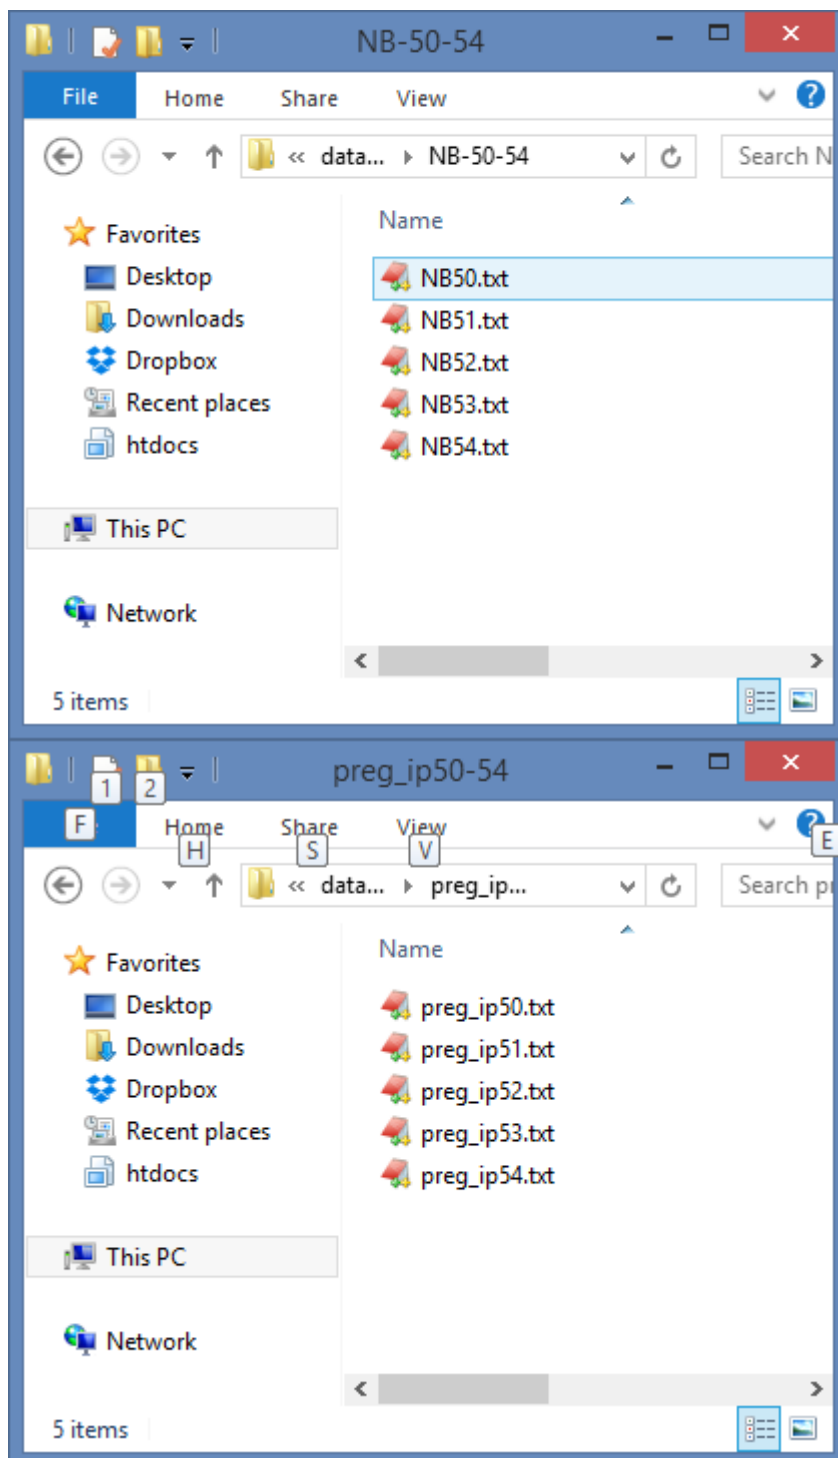 NB-50-54
File Home Share View
« data... NB-50-54 Search N
Name
Favorites
Desktop
Downloads
Dropbox
Recent places
htdocs
This PC
Network
NB50.txt
NB51.txt
NB52.txt
NB53.txt
NB54.txt
5 items
preg_ip50-54
1 2
F Home Share View
H S V E
« data... preg_ip... Search pr
Name
Favorites
Desktop
Downloads
Dropbox
Recent places
htdocs
This PC
Network
preg_ip50.txt
preg_ip51.txt
preg_ip52.txt
preg_ip53.txt
preg_ip54.txt
5 items